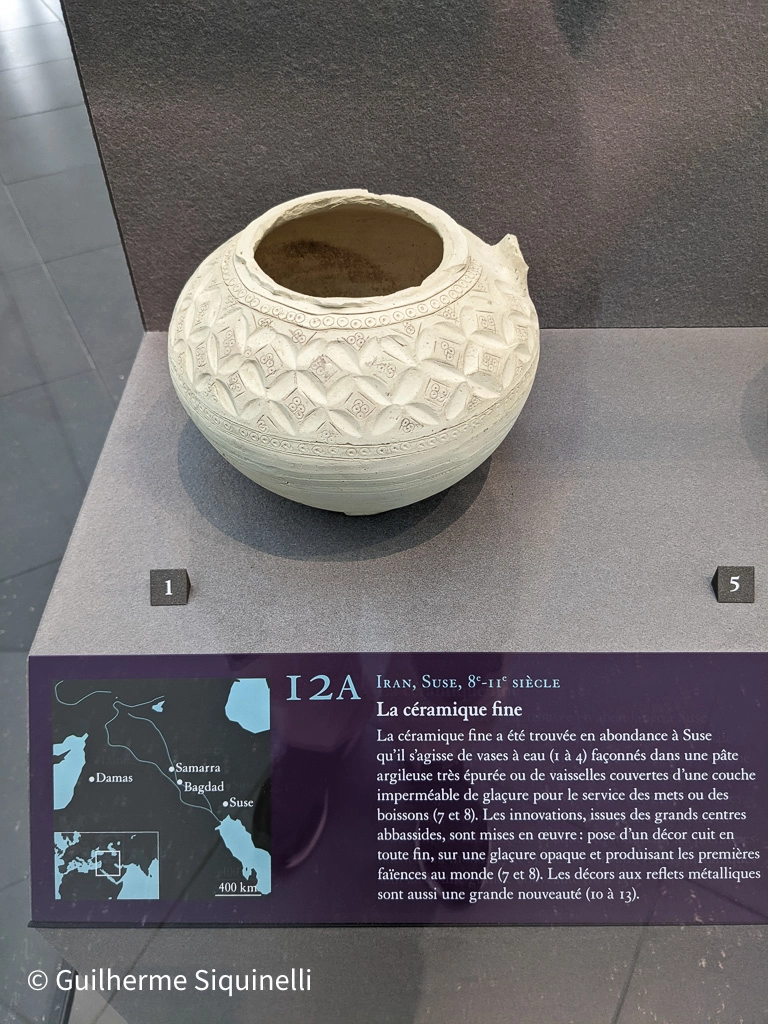 1
5
12A
Iran, Suse, 8e-11e siècle
La céramique fine
La céramique fine a été trouvée en abondance à Suse
qu'il s'agisse de vases à eau (1 à 4) façonnés dans une pâte
argileuse très épurée ou de vaisselles couvertes d'une couche
imperméable de glaçure pour le service des mets ou des
boissons (7 et 8). Les innovations, issues des grands centres
abbassides, sont mises en œuvre : pose d'un décor cuit en
toute fin, sur une glaçure opaque et produisant les premières
faïences au monde (7 et 8). Les décors aux reflets métalliques
sont aussi une grande nouveauté (10 à 13).
Samarra
Damas
Bagdad
Suse
400 km
© Guilherme Siquinelli